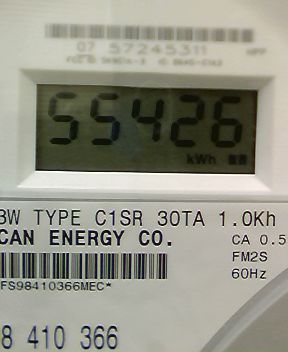 07 57245311
55426
kWh
3W TYPE C1SR 30TA 1.0Kh
CAN ENERGY CO.
CA 0.5
FM2S
60Hz
FS98410366MEC*
8 410 366